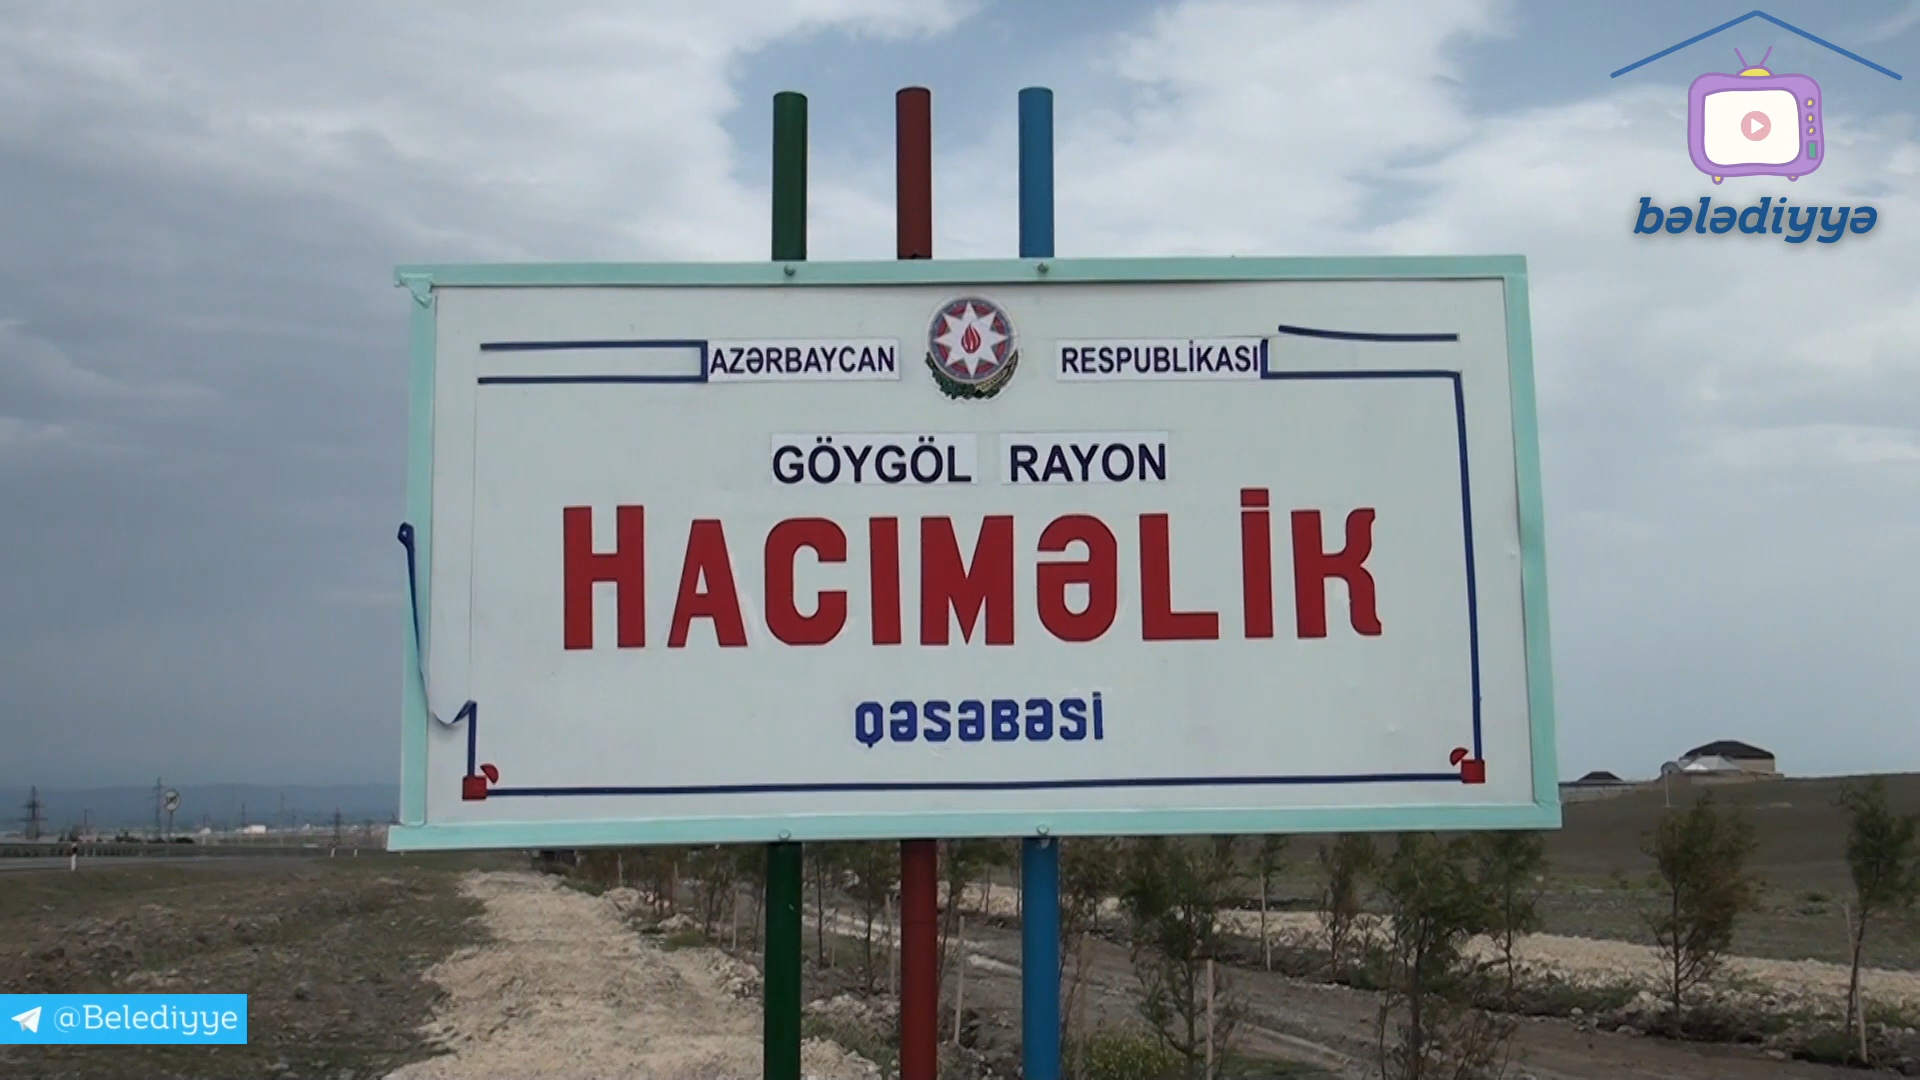 bələdiyyə
AZƏRBAYCAN RESPUBLİKASI
GÖYGÖL RAYON
HACIMƏLİK
QƏSƏBƏSİ
@Belediyye